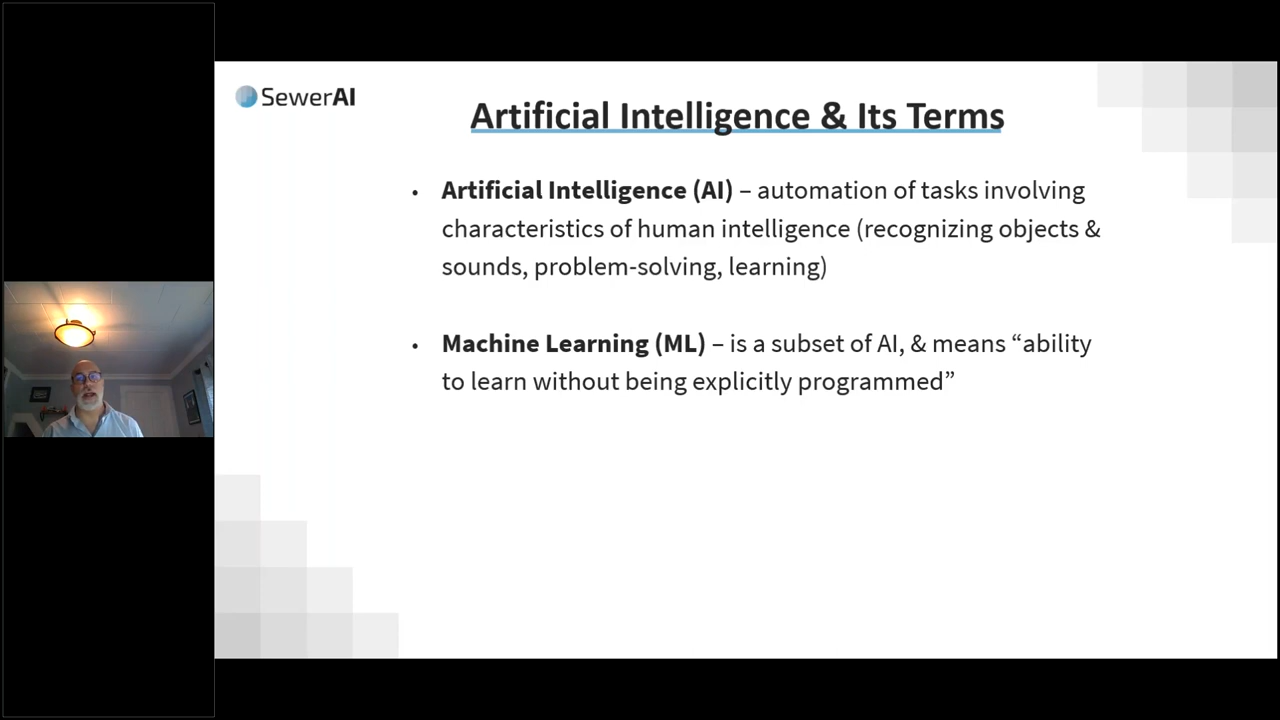 SewerAI
Artificial Intelligence & Its Terms
• Artificial Intelligence (AI) – automation of tasks involving
characteristics of human intelligence (recognizing objects &
sounds, problem-solving, learning)
• Machine Learning (ML) – is a subset of AI, & means “ability
to learn without being explicitly programmed”